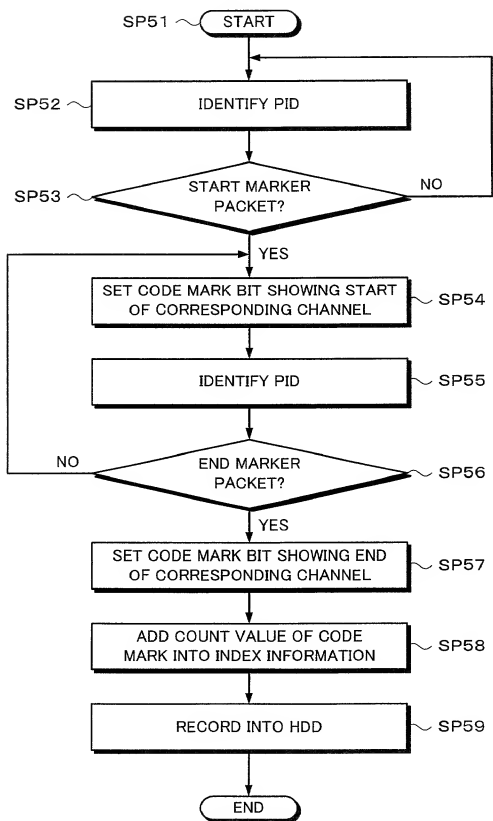 SP51
START
SP52
IDENTIFY PID
SP53
START MARKER
PACKET?
NO
YES
SET CODE MARK BIT SHOWING START
OF CORRESPONDING CHANNEL
SP54
IDENTIFY PID
SP55
NO
END MARKER
PACKET?
SP56
YES
SET CODE MARK BIT SHOWING END
OF CORRESPONDING CHANNEL
SP57
ADD COUNT VALUE OF CODE
MARK INTO INDEX INFORMATION
SP58
RECORD INTO HDD
SP59
END